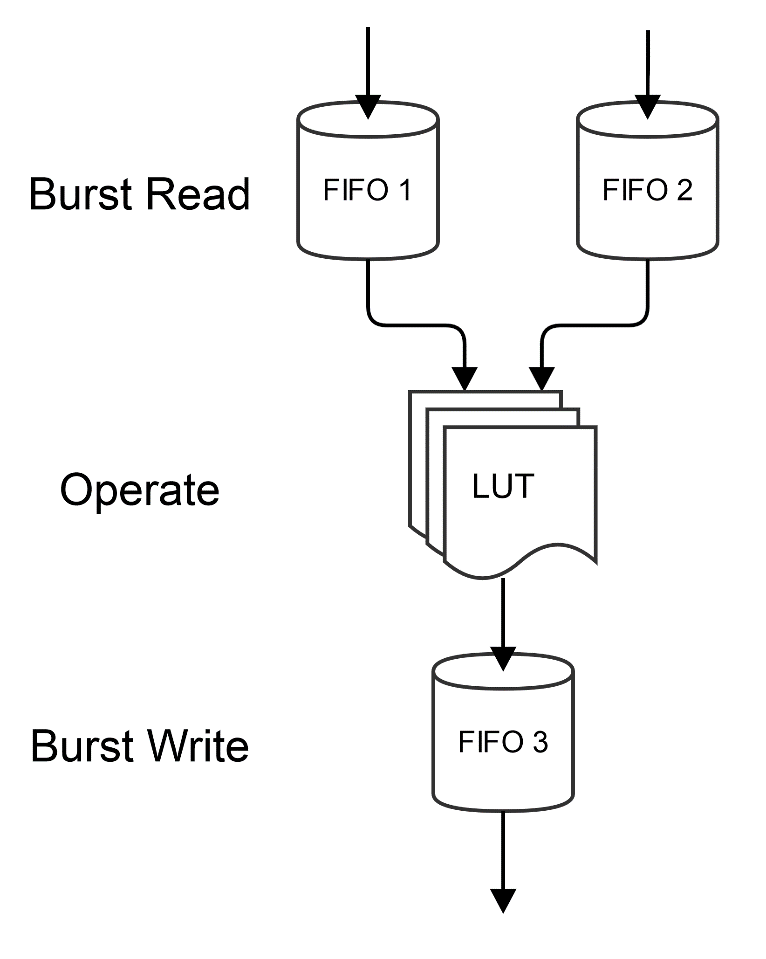 Burst Read
FIFO 1
FIFO 2
Operate
LUT
Burst Write
FIFO 3